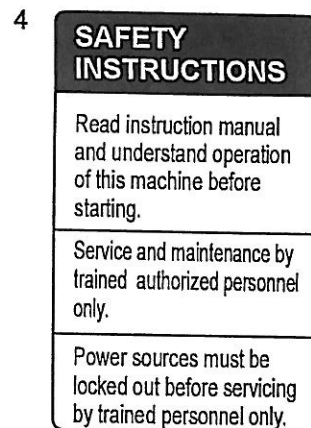 4
SAFETY
INSTRUCTIONS
Read instruction manual
and understand operation
of this machine before
starting.
Service and maintenance by
trained authorized personnel
only.
Power sources must be
locked out before servicing
by trained personnel only.